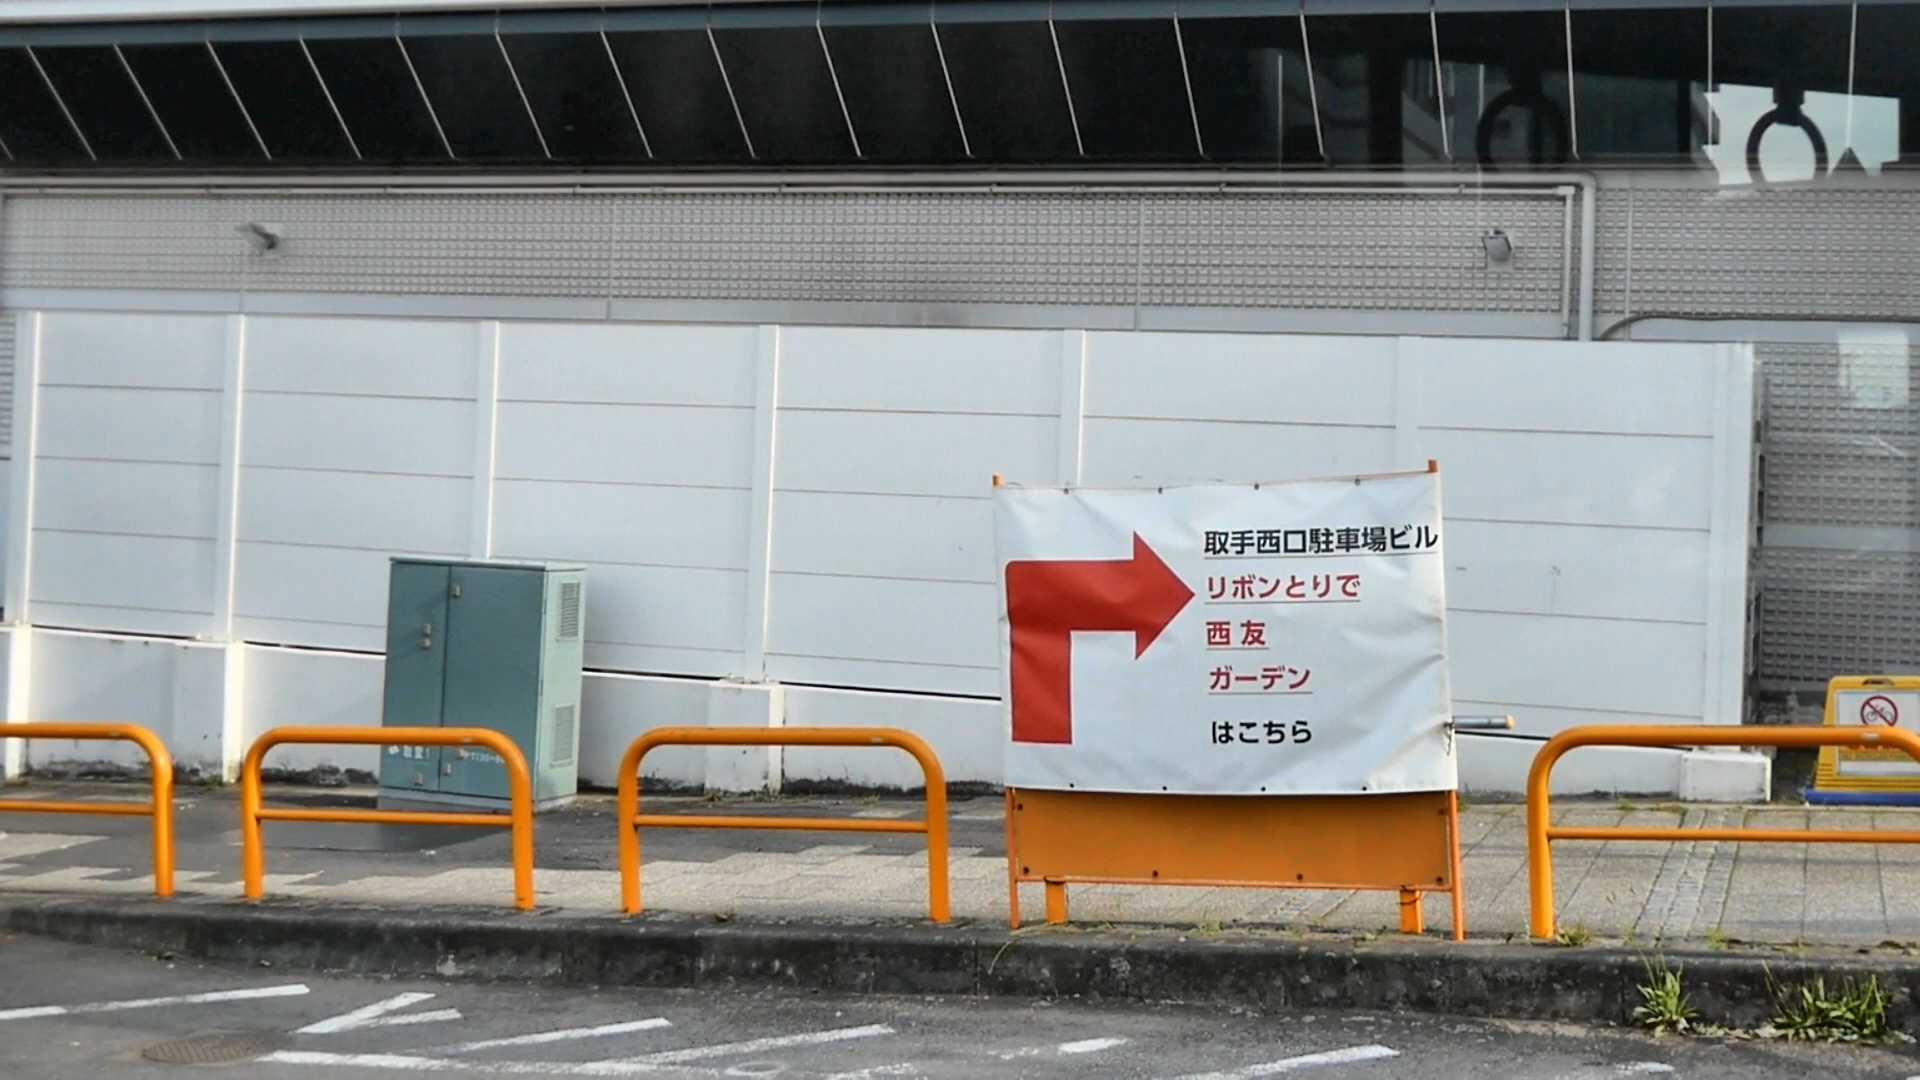 取手西口駐車場ビル
リボンとりで
西友
ガーデン
はこちら